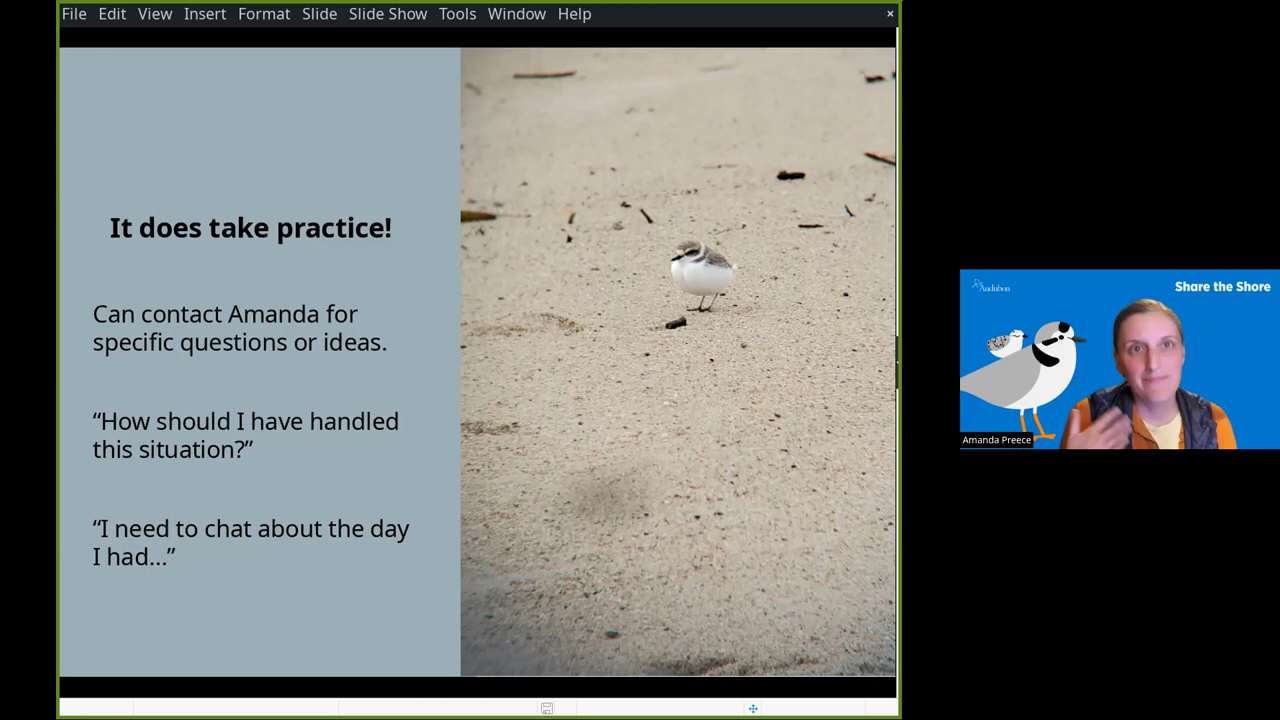 File Edit View Insert Format Slide Slide Show Tools Window Help ×
It does take practice!
Can contact Amanda for
specific questions or ideas.
“How should I have handled
this situation?”
“I need to chat about the day
I had...”
Audubon
Share the Shore
Amanda Preece